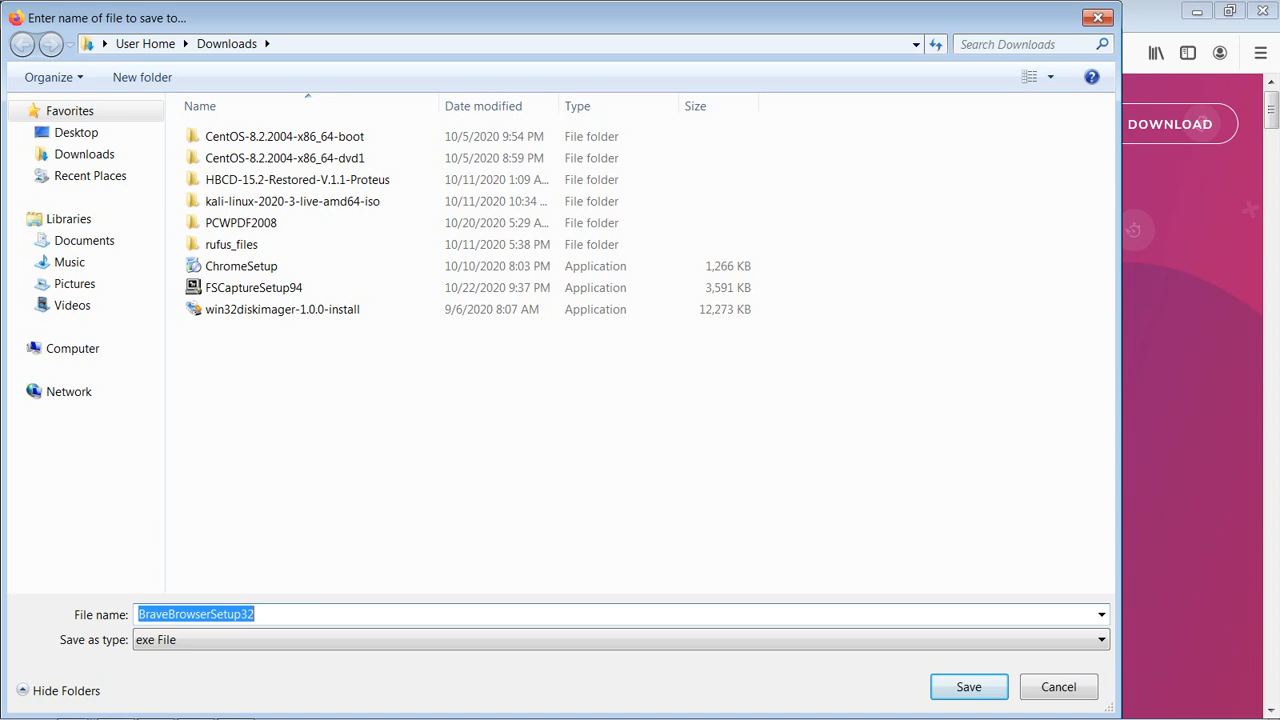 Enter name of file to save to...
User Home Downloads
Search Downloads
Organize New folder
Name Date modified Type Size
Favorites
Desktop
Downloads
Recent Places
Libraries
Documents
Music
Pictures
Videos
Computer
Network
CentOS-8.2.2004-x86_64-boot 10/5/2020 9:54 PM File folder
CentOS-8.2.2004-x86_64-dvd1 10/5/2020 8:59 PM File folder
HBCD-15.2-Restored-V.1.1-Proteus 10/11/2020 1:09 A... File folder
kali-linux-2020-3-live-amd64-iso 10/11/2020 10:34 ... File folder
PCWPDF2008 10/20/2020 5:29 A... File folder
rufus_files 10/11/2020 5:38 PM File folder
ChromeSetup 10/10/2020 8:03 PM Application 1,266 KB
FSCaptureSetup94 10/22/2020 9:37 PM Application 3,591 KB
win32diskimager-1.0.0-install 9/6/2020 8:07 AM Application 12,273 KB
DOWNLOAD
File name: BraveBrowserSetup32
Save as type: exe File
Hide Folders
Save Cancel